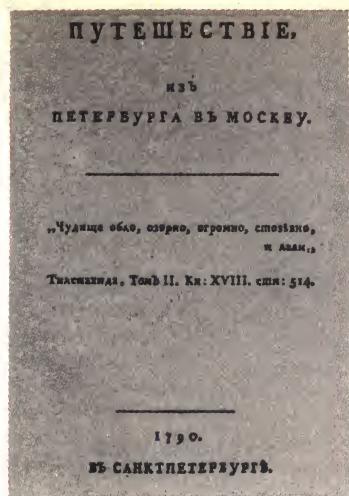 ПУТЕШЕСТВІЕ,
ИЗЪ
ПЕТЕРБУРГА ВЪ МОСКВУ.
„Чудище обло, озорно, огромно, стозѣвно,
и лаяй„
Тилемахида, Томъ II. Кн: XVIII. сти: 514.
1790.
ВЪ САНКТПЕТЕРБУРГѢ.